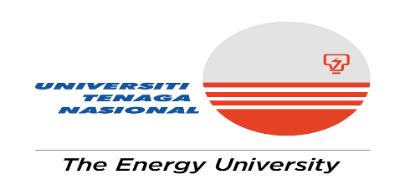 UNIVERSITI
TENAGA
NASIONAL
The Energy University